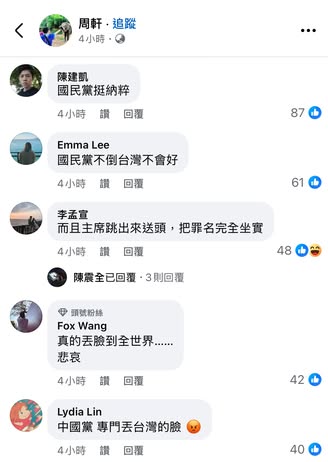 周軒 · 追蹤
4小時 ·
陳建凱
國民黨挺納粹
4小時 讚 回覆 87
Emma Lee
國民黨不倒台灣不會好
4小時 讚 回覆 61
李孟宣
而且主席跳出來送頭，把罪名完全坐實
4小時 讚 回覆 48
陳震全已回覆 · 3則回覆
頭號粉絲
Fox Wang
真的丟臉到全世界......
悲哀
4小時 讚 回覆 42
Lydia Lin
中國黨 專門丟台灣的臉 😡
4小時 讚 回覆 40